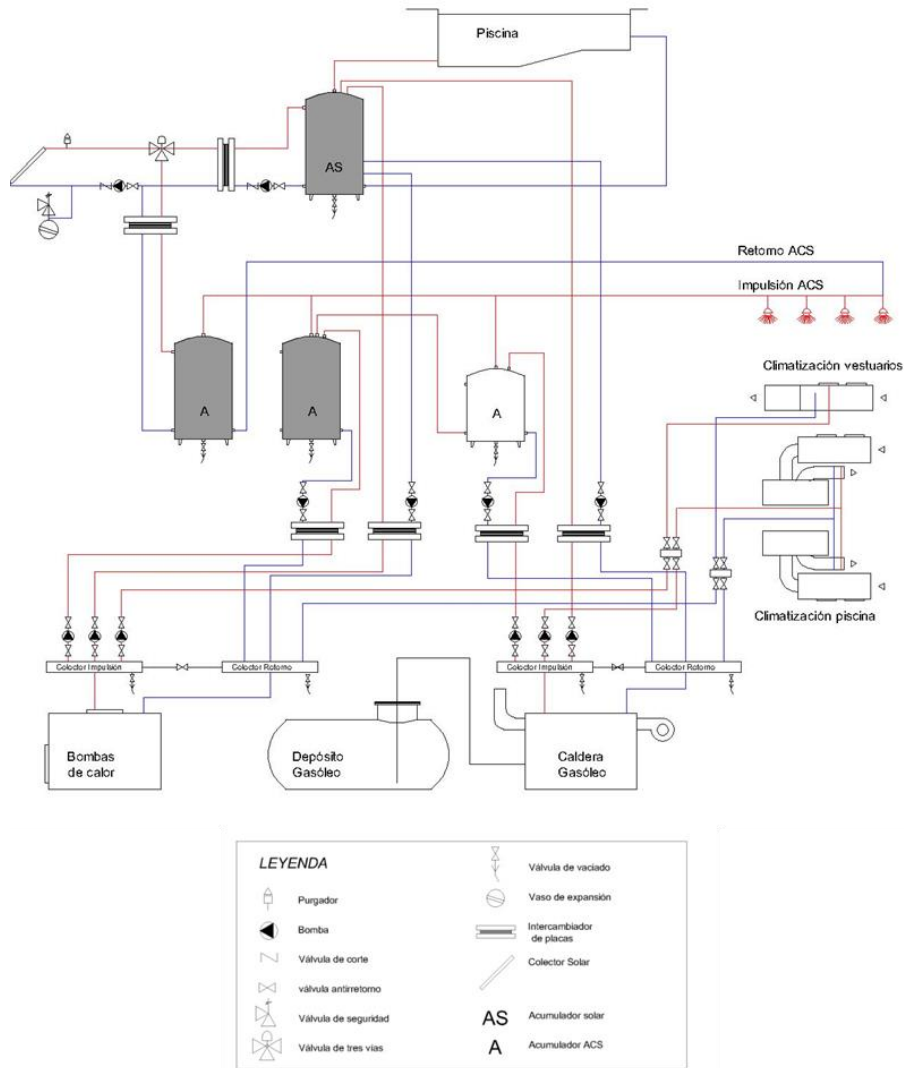 Piscina
AS
Retorno ACS
Impulsión ACS
Climatización vestuarios
A
A
A
Climatización piscina
Colector Impulsión
Colector Retorno
Colector Impulsión
Colector Retorno
Bombas
de calor
Depósito
Gasóleo
Caldera
Gasóleo
LEYENDA
Purgador
Bomba
Válvula de corte
válvula antirretorno
Válvula de seguridad
Válvula de tres vías
Válvula de vaciado
Vaso de expansión
Intercambiador
de placas
Colector Solar
AS Acumulador solar
A Acumulador ACS